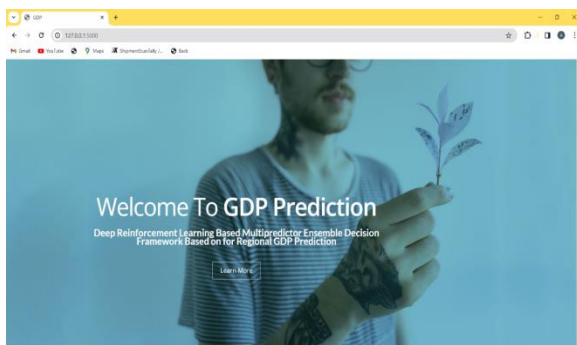 GDP
127.0.0.1:5000
Gmail YouTube Maps Back
Welcome To GDP Prediction
Deep Reinforcement Learning Based Multipredictor Ensemble Decision
Framework Based on for Regional GDP Prediction
Learn More